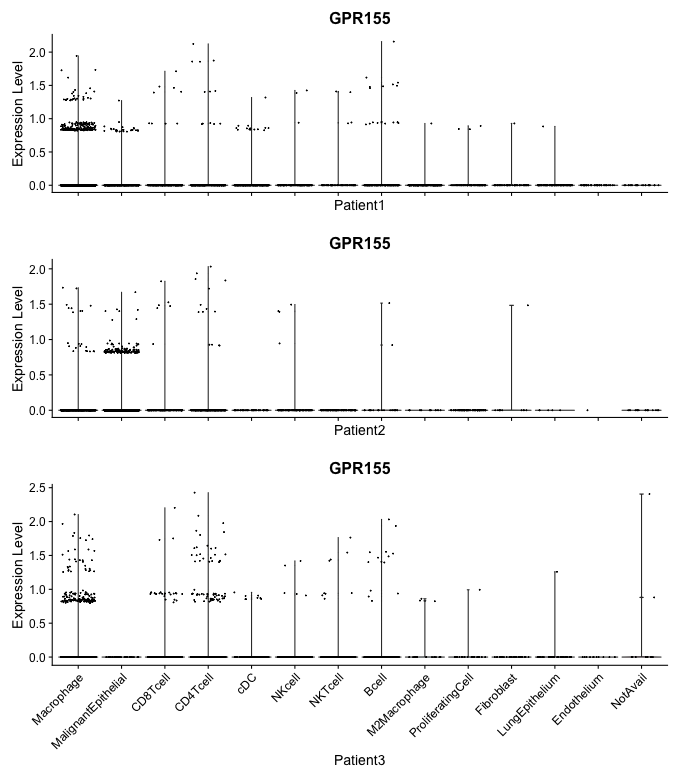 GPR155
Expression Level
2.0
1.5
1.0
0.5
0.0
Patient1
GPR155
Expression Level
2.0
1.5
1.0
0.5
0.0
Patient2
GPR155
Expression Level
2.5
2.0
1.5
1.0
0.5
0.0
Macrophage
MalignantEpithelial
CD8Tcell
CD4Tcell
cDC
NKcell
NKTcell
Bcell
M2Macrophage
ProliferatingCell
Fibroblast
LungEpithelium
Endothelium
NotAvail
Patient3